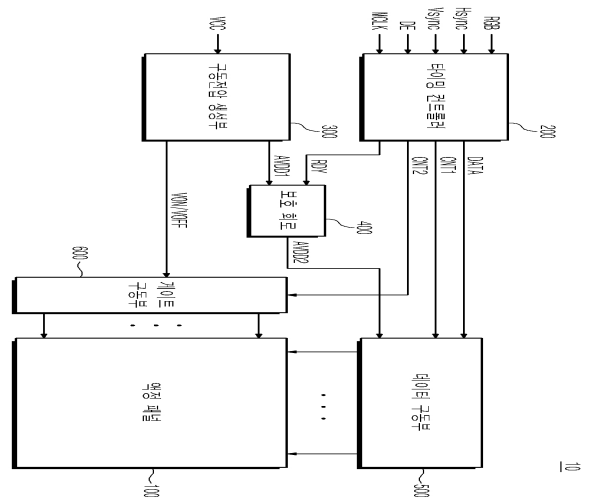 10
RGB
Hsync
Vsync
DE
MCLK
타이밍 컨트롤러
200
DATA
CNT1
CNT2
RDY
VCC
구동전압 생성부
300
AVDD1
VON/VOFF
보호 회로
400
AVDD2
데이터 구동부
500
게이트
구동부
600
액정 패널
100